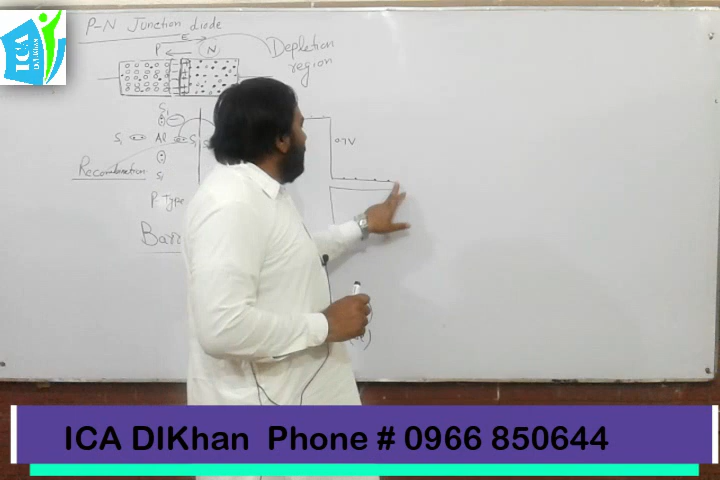 P-N Junction diode
ICA
DIKhan
E
P
N
Depletion
region
Si
0.7V
Si
Al
Si
Recombination
Si
P-Type
Barr
ICA DIKhan Phone # 0966 850644